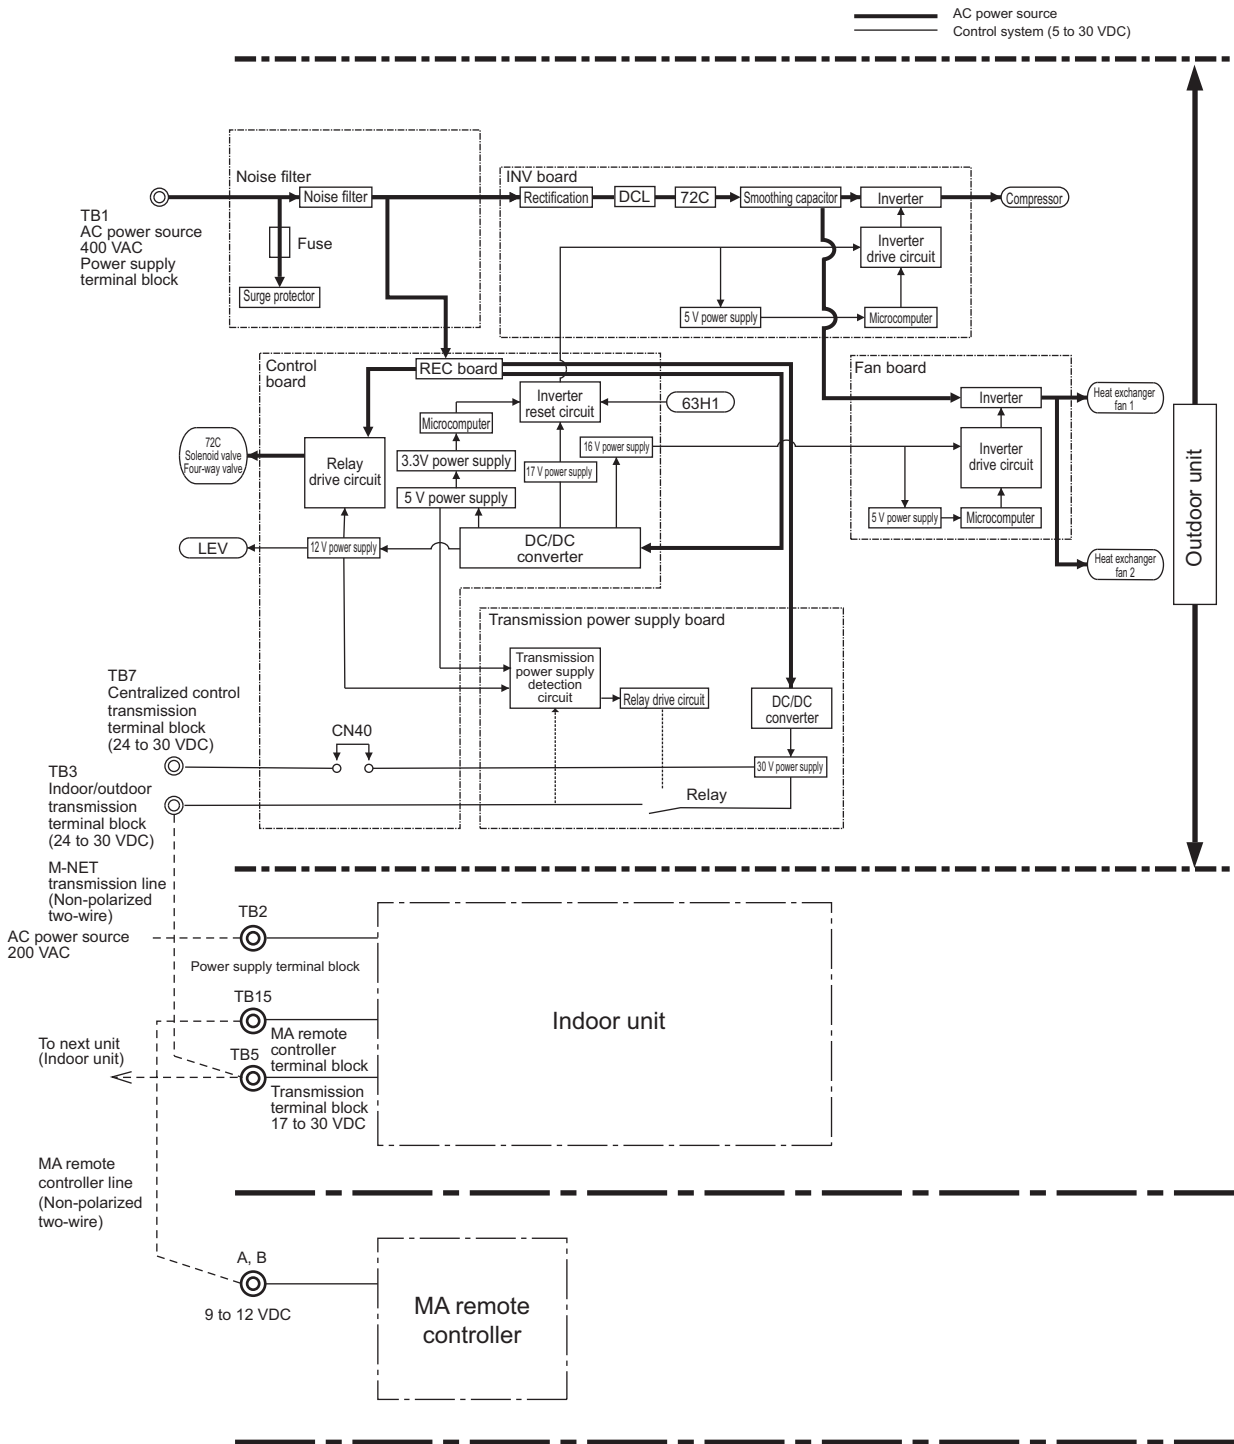 AC power source
Control system (5 to 30 VDC)
Noise filter
Noise filter
Fuse
Surge protector
TB1
AC power source
400 VAC
Power supply
terminal block
INV board
Rectification
DCL
72C
Smoothing capacitor
Inverter
Compressor
Inverter
drive circuit
5 V power supply
Microcomputer
Control
board
REC board
Inverter
reset circuit
63H1
Microcomputer
72C
Solenoid valve
Four-way valve
Relay
drive circuit
3.3V power supply
17 V power supply
16 V power supply
5 V power supply
LEV
12 V power supply
DC/DC
converter
Fan board
Inverter
Heat exchanger
fan 1
Inverter
drive circuit
5 V power supply
Microcomputer
Heat exchanger
fan 2
Outdoor unit
Transmission power supply board
Transmission
power supply
detection
circuit
Relay drive circuit
DC/DC
converter
30 V power supply
Relay
TB7
Centralized control
transmission
terminal block
(24 to 30 VDC)
CN40
TB3
Indoor/outdoor
transmission
terminal block
(24 to 30 VDC)
M-NET
transmission line
(Non-polarized
two-wire)
AC power source
200 VAC
TB2
Power supply terminal block
TB15
MA remote
controller
terminal block
TB5
Transmission
terminal block
17 to 30 VDC
To next unit
(Indoor unit)
Indoor unit
MA remote
controller line
(Non-polarized
two-wire)
A, B
9 to 12 VDC
MA remote
controller